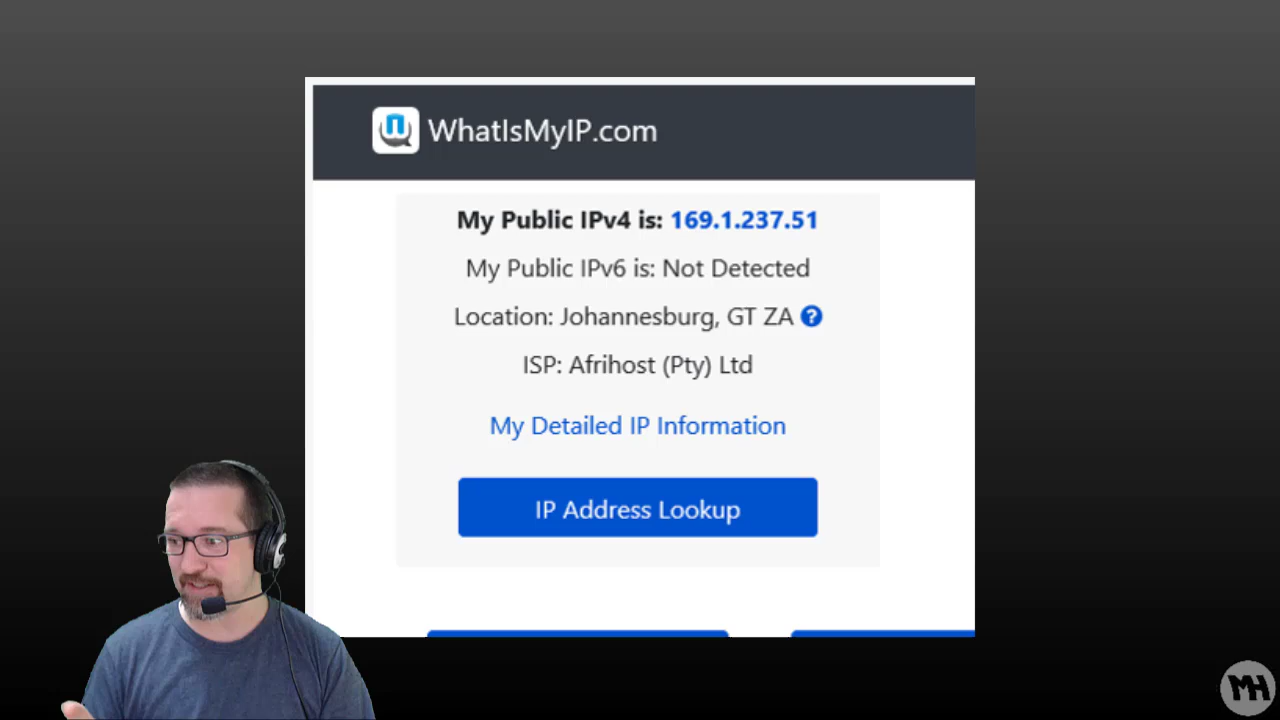 WhatIsMyIP.com
My Public IPv4 is: 169.1.237.51
My Public IPv6 is: Not Detected
Location: Johannesburg, GT ZA ?
ISP: Afrihost (Pty) Ltd
My Detailed IP Information
IP Address Lookup
MH